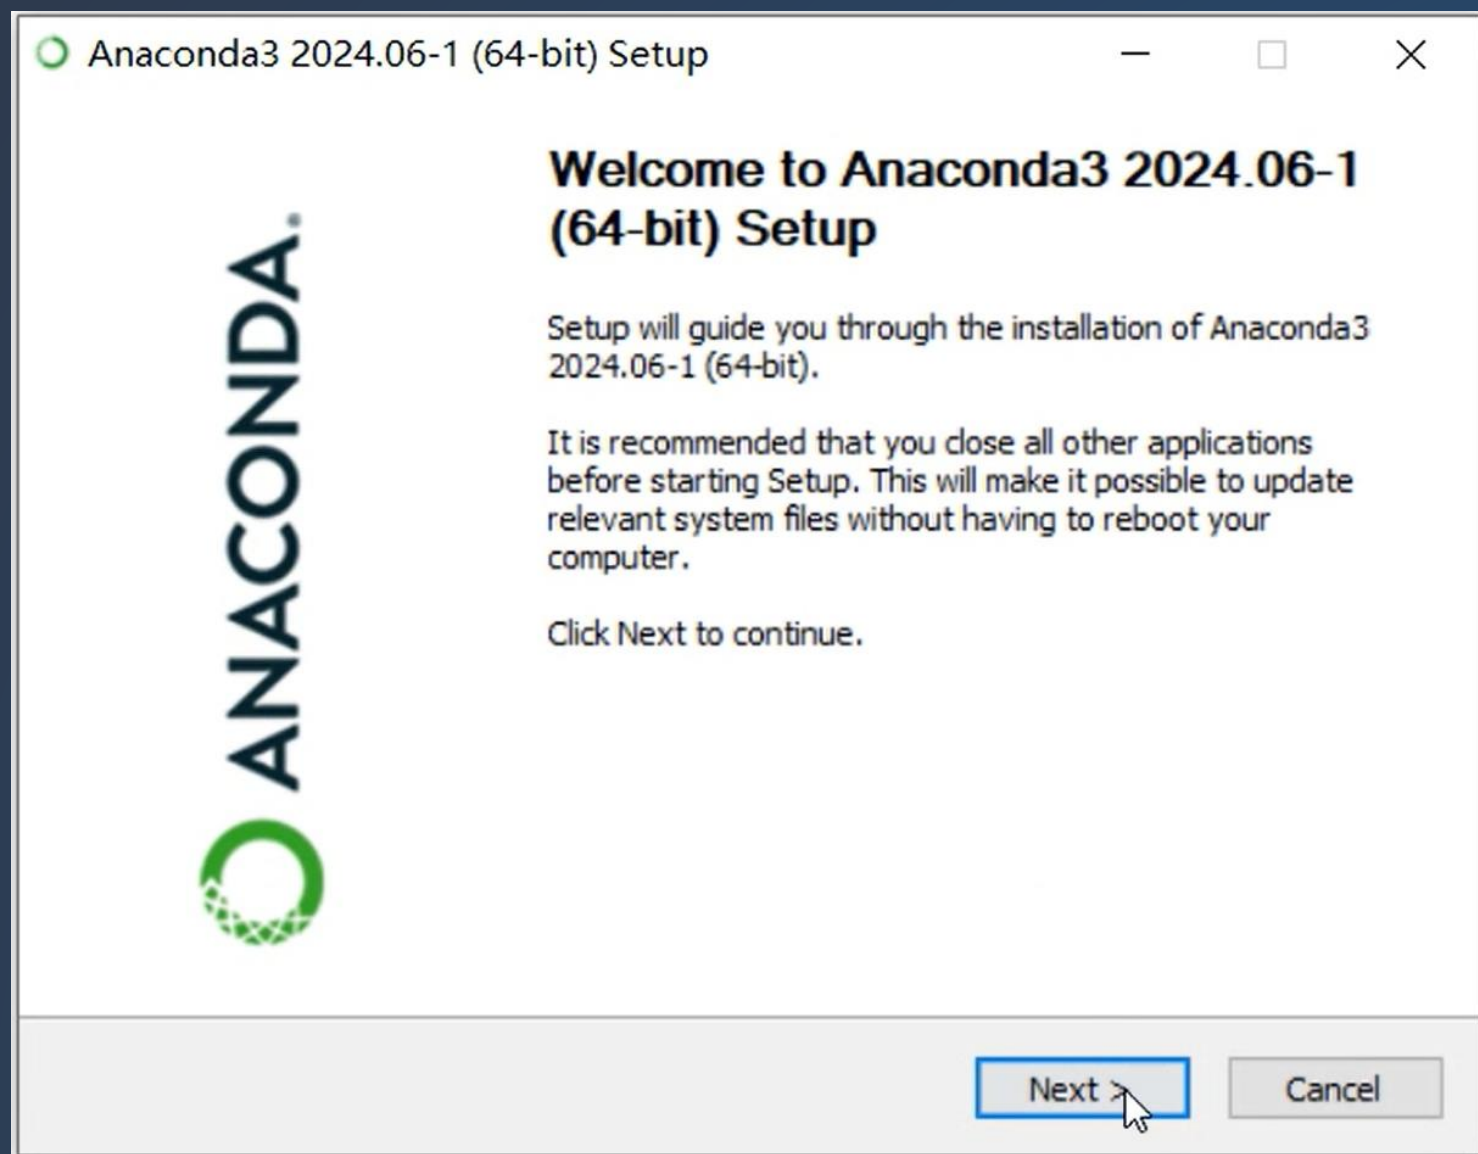 Anaconda3 2024.06-1 (64-bit) Setup
Welcome to Anaconda3 2024.06-1
(64-bit) Setup
ANACONDA.
Setup will guide you through the installation of Anaconda3
2024.06-1 (64-bit).
It is recommended that you close all other applications
before starting Setup. This will make it possible to update
relevant system files without having to reboot your
computer.
Click Next to continue.
Next >
Cancel